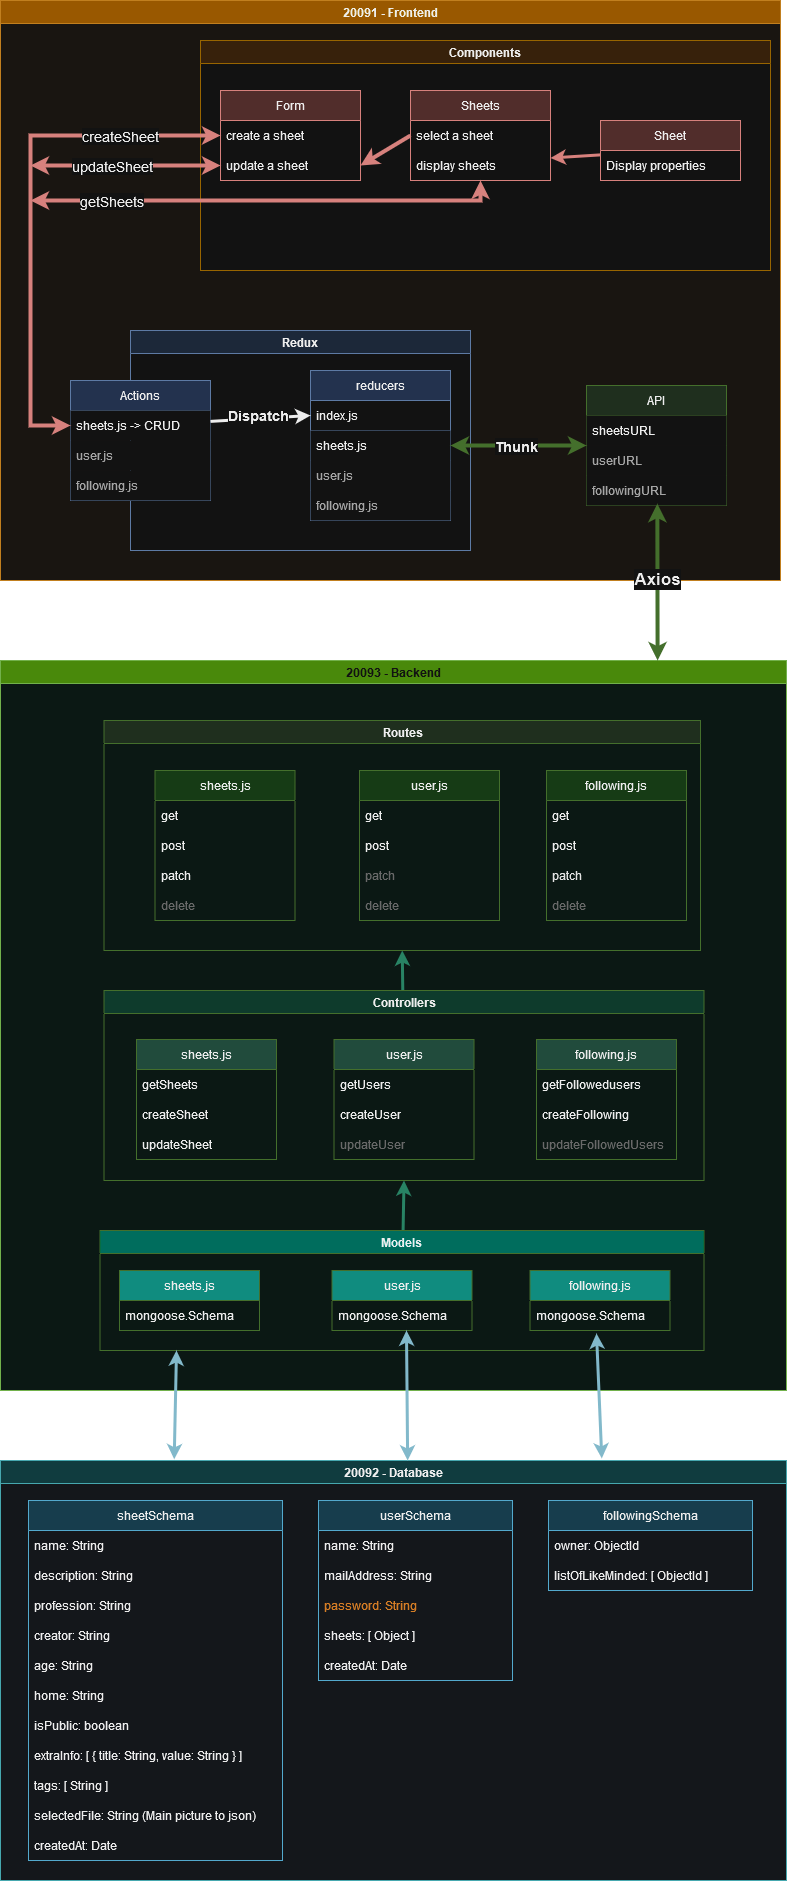 20091 - Frontend
Components
Form
create a sheet
update a sheet
Sheets
select a sheet
display sheets
Sheet
Display properties
createSheet
updateSheet
getSheets
Redux
Actions
sheets.js -> CRUD
user.js
following.js
Dispatch
reducers
index.js
sheets.js
user.js
following.js
Thunk
API
sheetsURL
userURL
followingURL
Axios
20093 - Backend
Routes
sheets.js
get
post
patch
delete
user.js
get
post
patch
delete
following.js
get
post
patch
delete
Controllers
sheets.js
getSheets
createSheet
updateSheet
user.js
getUsers
createUser
updateUser
following.js
getFollowedusers
createFollowing
updateFollowedUsers
Models
sheets.js
mongoose.Schema
user.js
mongoose.Schema
following.js
mongoose.Schema
20092 - Database
sheetSchema
name: String
description: String
profession: String
creator: String
age: String
home: String
isPublic: boolean
extraInfo: [ { title: String, value: String } ]
tags: [ String ]
selectedFile: String (Main picture to json)
createdAt: Date
userSchema
name: String
mailAddress: String
password: String
sheets: [ Object ]
createdAt: Date
followingSchema
owner: ObjectId
listOfLikeMinded: [ ObjectId ]